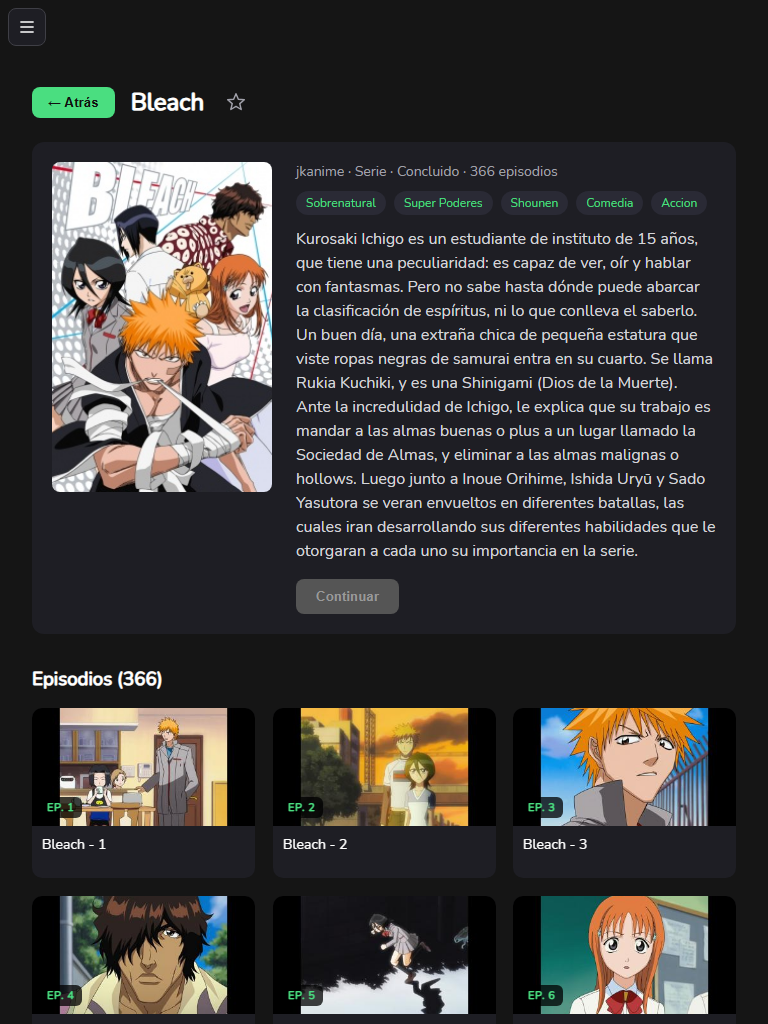 ← Atrás
Bleach
BLEACH
jkanime · Serie · Concluido · 366 episodios
Sobrenatural
Super Poderes
Shounen
Comedia
Accion
Kurosaki Ichigo es un estudiante de instituto de 15 años,
que tiene una peculiaridad: es capaz de ver, oír y hablar
con fantasmas. Pero no sabe hasta dónde puede abarcar
la clasificación de espíritus, ni lo que conlleva el saberlo.
Un buen día, una extraña chica de pequeña estatura que
viste ropas negras de samurai entra en su cuarto. Se llama
Rukia Kuchiki, y es una Shinigami (Dios de la Muerte).
Ante la incredulidad de Ichigo, le explica que su trabajo es
mandar a las almas buenas o plus a un lugar llamado la
Sociedad de Almas, y eliminar a las almas malignas o
hollows. Luego junto a Inoue Orihime, Ishida Uryū y Sado
Yasutora se veran envueltos en diferentes batallas, las
cuales iran desarrollando sus diferentes habilidades que le
otorgaran a cada uno su importancia en la serie.
Continuar
Episodios (366)
EP. 1
EP. 2
EP. 3
Bleach - 1
Bleach - 2
Bleach - 3
EP. 4
EP. 5
EP. 6